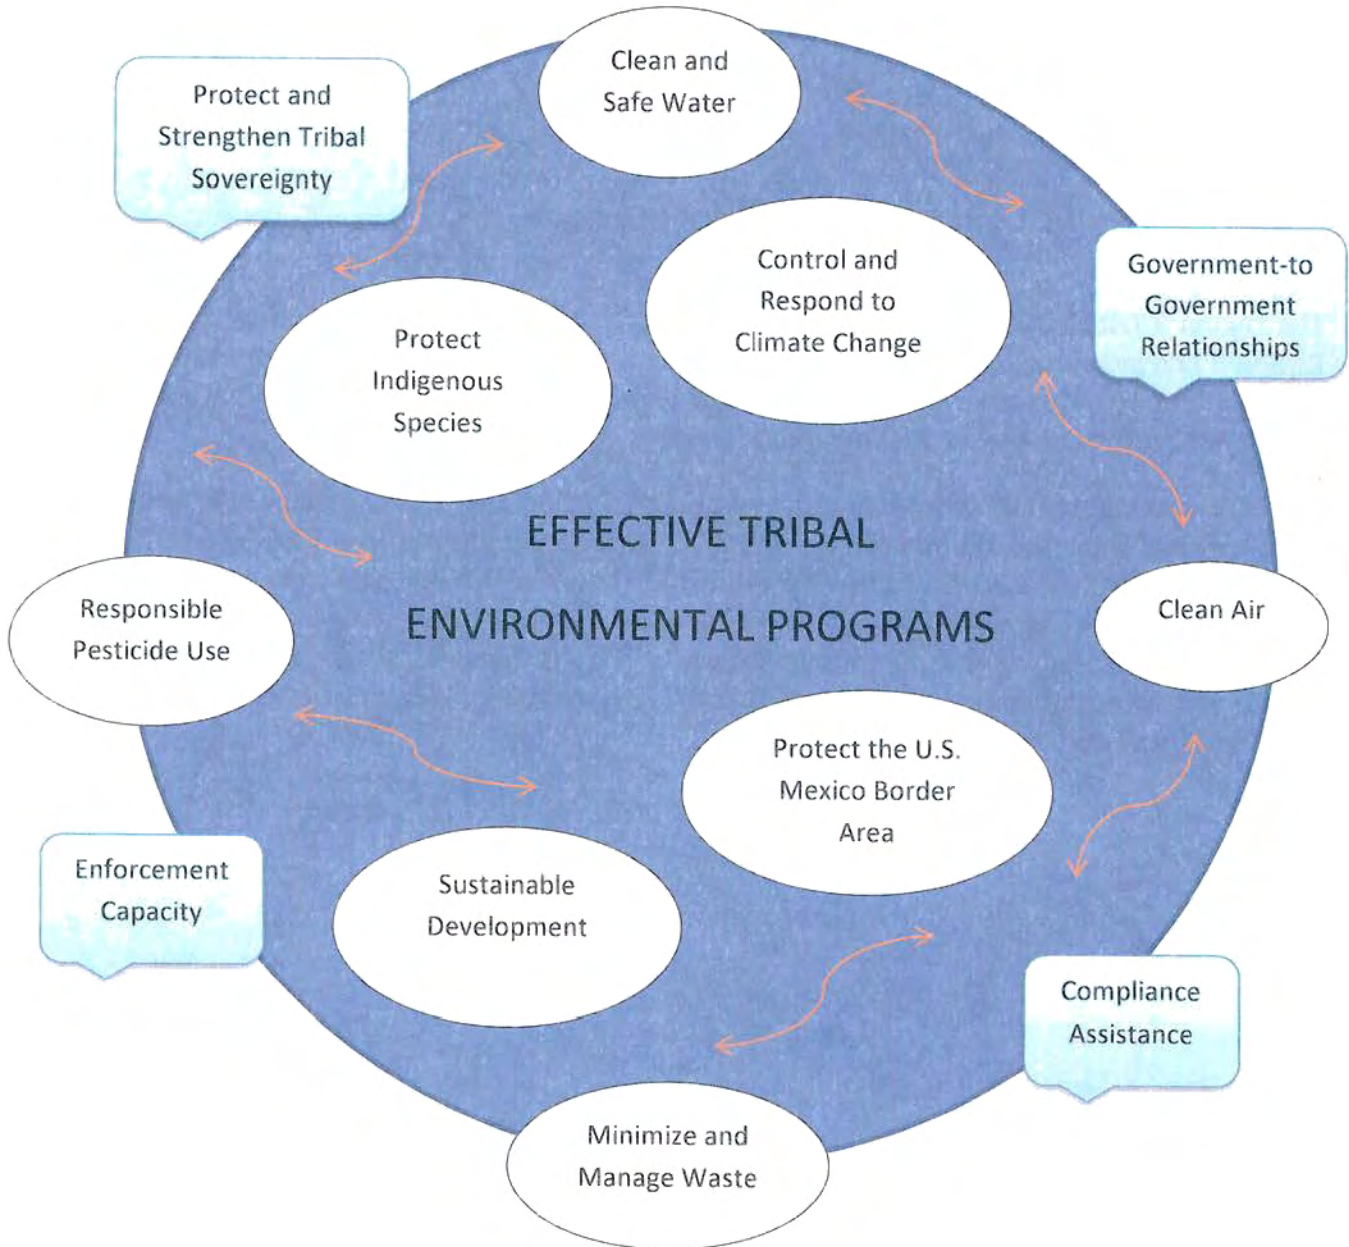 Clean and
Safe Water
Protect and
Strengthen Tribal
Sovereignty
Control and
Respond to
Climate Change
Government-to
Government
Relationships
Protect
Indigenous
Species
EFFECTIVE TRIBAL
ENVIRONMENTAL PROGRAMS
Responsible
Pesticide Use
Clean Air
Protect the U.S.
Mexico Border
Area
Enforcement
Capacity
Sustainable
Development
Compliance
Assistance
Minimize and
Manage Waste